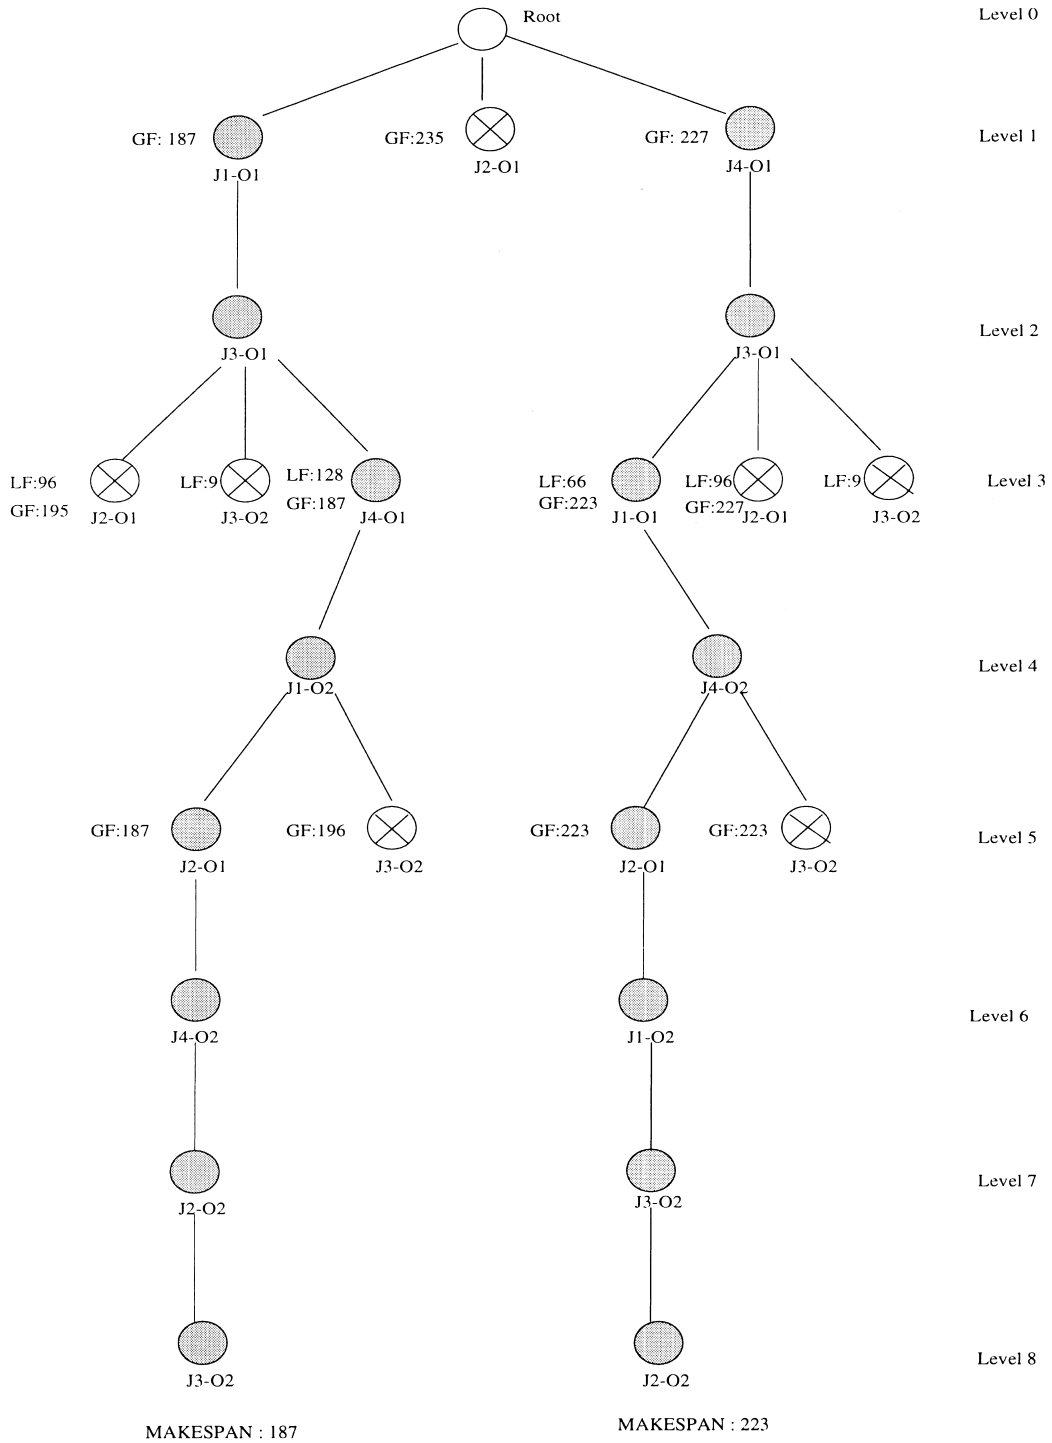 Root
Level 0
GF: 187
GF:235
GF: 227
Level 1
J1-O1
J2-O1
J4-O1
J3-O1
J3-O1
Level 2
LF:96
GF:195
J2-O1
LF:9
J3-O2
LF:128
GF:187
J4-O1
LF:66
GF:223
J1-O1
LF:96
GF:227
J2-O1
LF:9
J3-O2
Level 3
J1-O2
J4-O2
Level 4
GF:187
J2-O1
GF:196
J3-O2
GF:223
J2-O1
GF:223
J3-O2
Level 5
J4-O2
J1-O2
Level 6
J2-O2
J3-O2
Level 7
J3-O2
J2-O2
Level 8
MAKESPAN : 187
MAKESPAN : 223